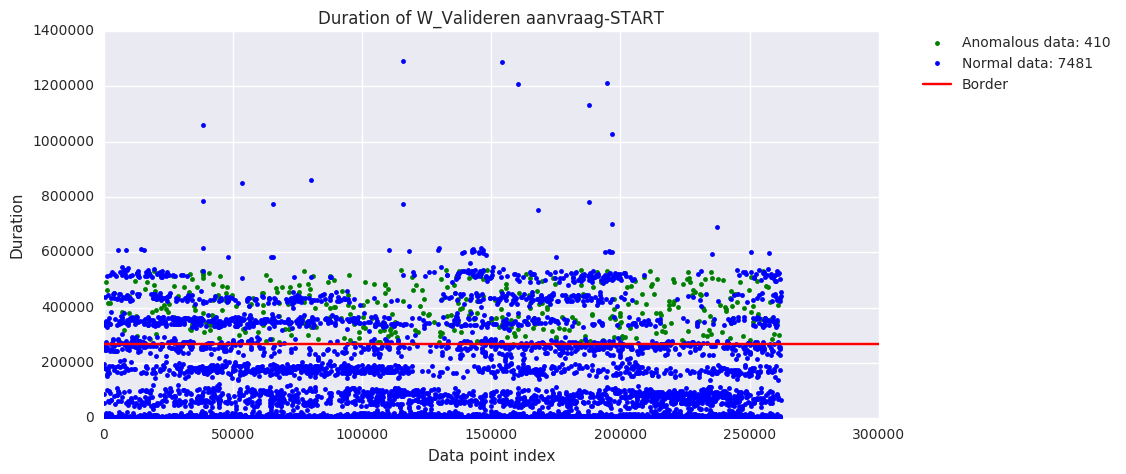 Duration of W_Valideren aanvraag-START
1400000
1200000
1000000
800000
600000
400000
200000
0
Duration
0 50000 100000 150000 200000 250000 300000
Data point index
Anomalous data: 410
Normal data: 7481
Border